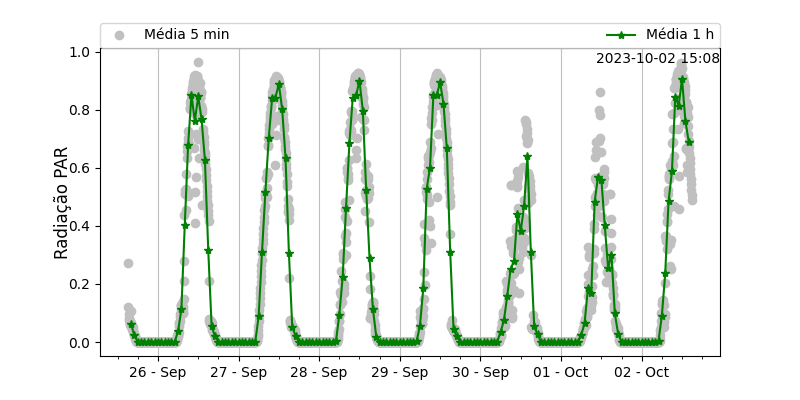 Média 5 min
Média 1 h
2023-10-02 15:08
1.0
0.8
0.6
0.4
0.2
0.0
Radiação PAR
26 - Sep
27 - Sep
28 - Sep
29 - Sep
30 - Sep
01 - Oct
02 - Oct